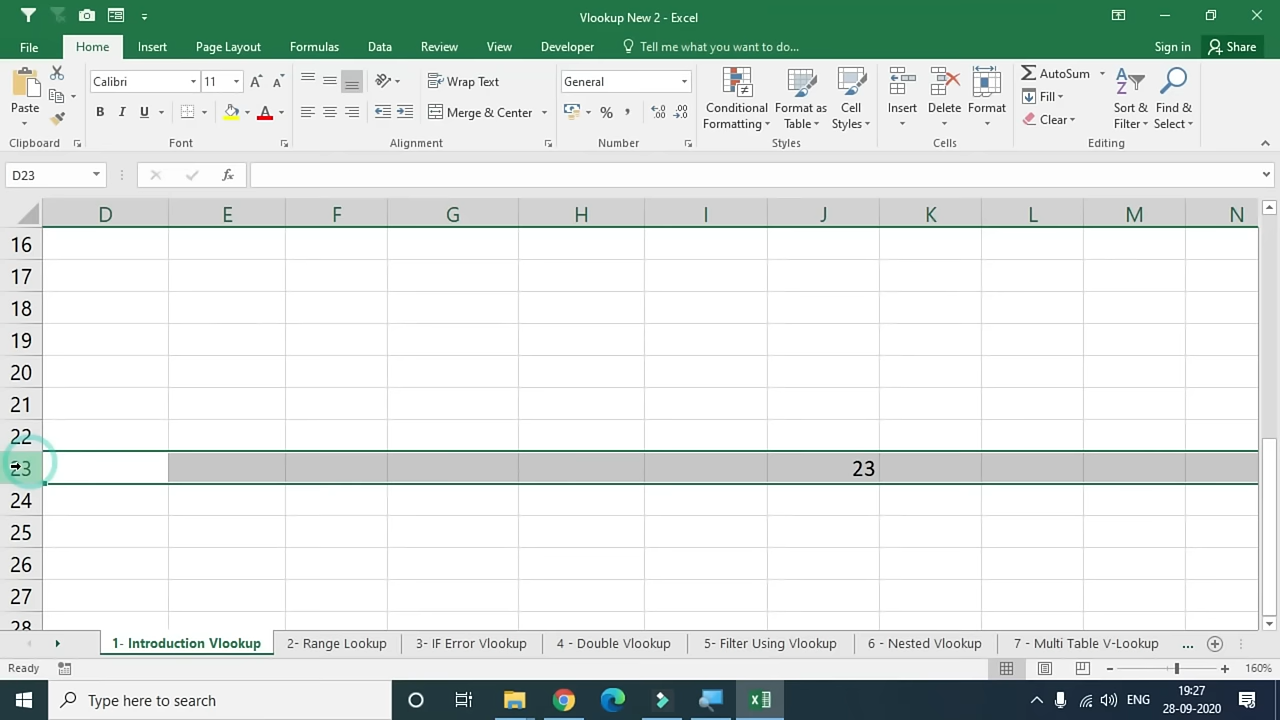 Vlookup New 2 - Excel
File Home Insert Page Layout Formulas Data Review View Developer Tell me what you want to do... Sign in Share
Paste
Calibri 11
B I U A
Wrap Text
Merge & Center
General
% ,
Conditional Formatting
Format as Table
Cell Styles
Insert
Delete
Format
AutoSum
Fill
Clear
Sort & Filter
Find & Select
Clipboard Font Alignment Number Styles Cells Editing
D23 fx
D E F G H I J K L M N
16
17
18
19
20
21
22
23 23
24
25
26
27
28
1- Introduction Vlookup 2- Range Lookup 3- IF Error Vlookup 4 - Double Vlookup 5- Filter Using Vlookup 6 - Nested Vlookup 7 - Multi Table V-Lookup ...
Ready 160%
Type here to search ENG 19:27
28-09-2020